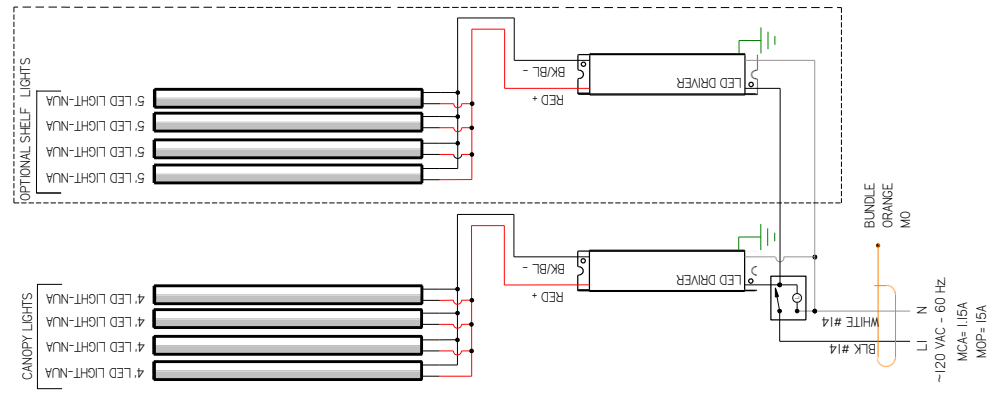 OPTIONAL SHELF LIGHTS
5' LED LIGHT-NUA
5' LED LIGHT-NUA
5' LED LIGHT-NUA
5' LED LIGHT-NUA
BK/BL -
RED +
LED DRIVER
CANOPY LIGHTS
4' LED LIGHT-NUA
4' LED LIGHT-NUA
4' LED LIGHT-NUA
4' LED LIGHT-NUA
BK/BL -
RED +
LED DRIVER
BUNDLE
ORANGE
MO
WHITE #14
BLK #14
N
L1
~120 VAC - 60 Hz.
MCA= 1.15A
MOP= 15A